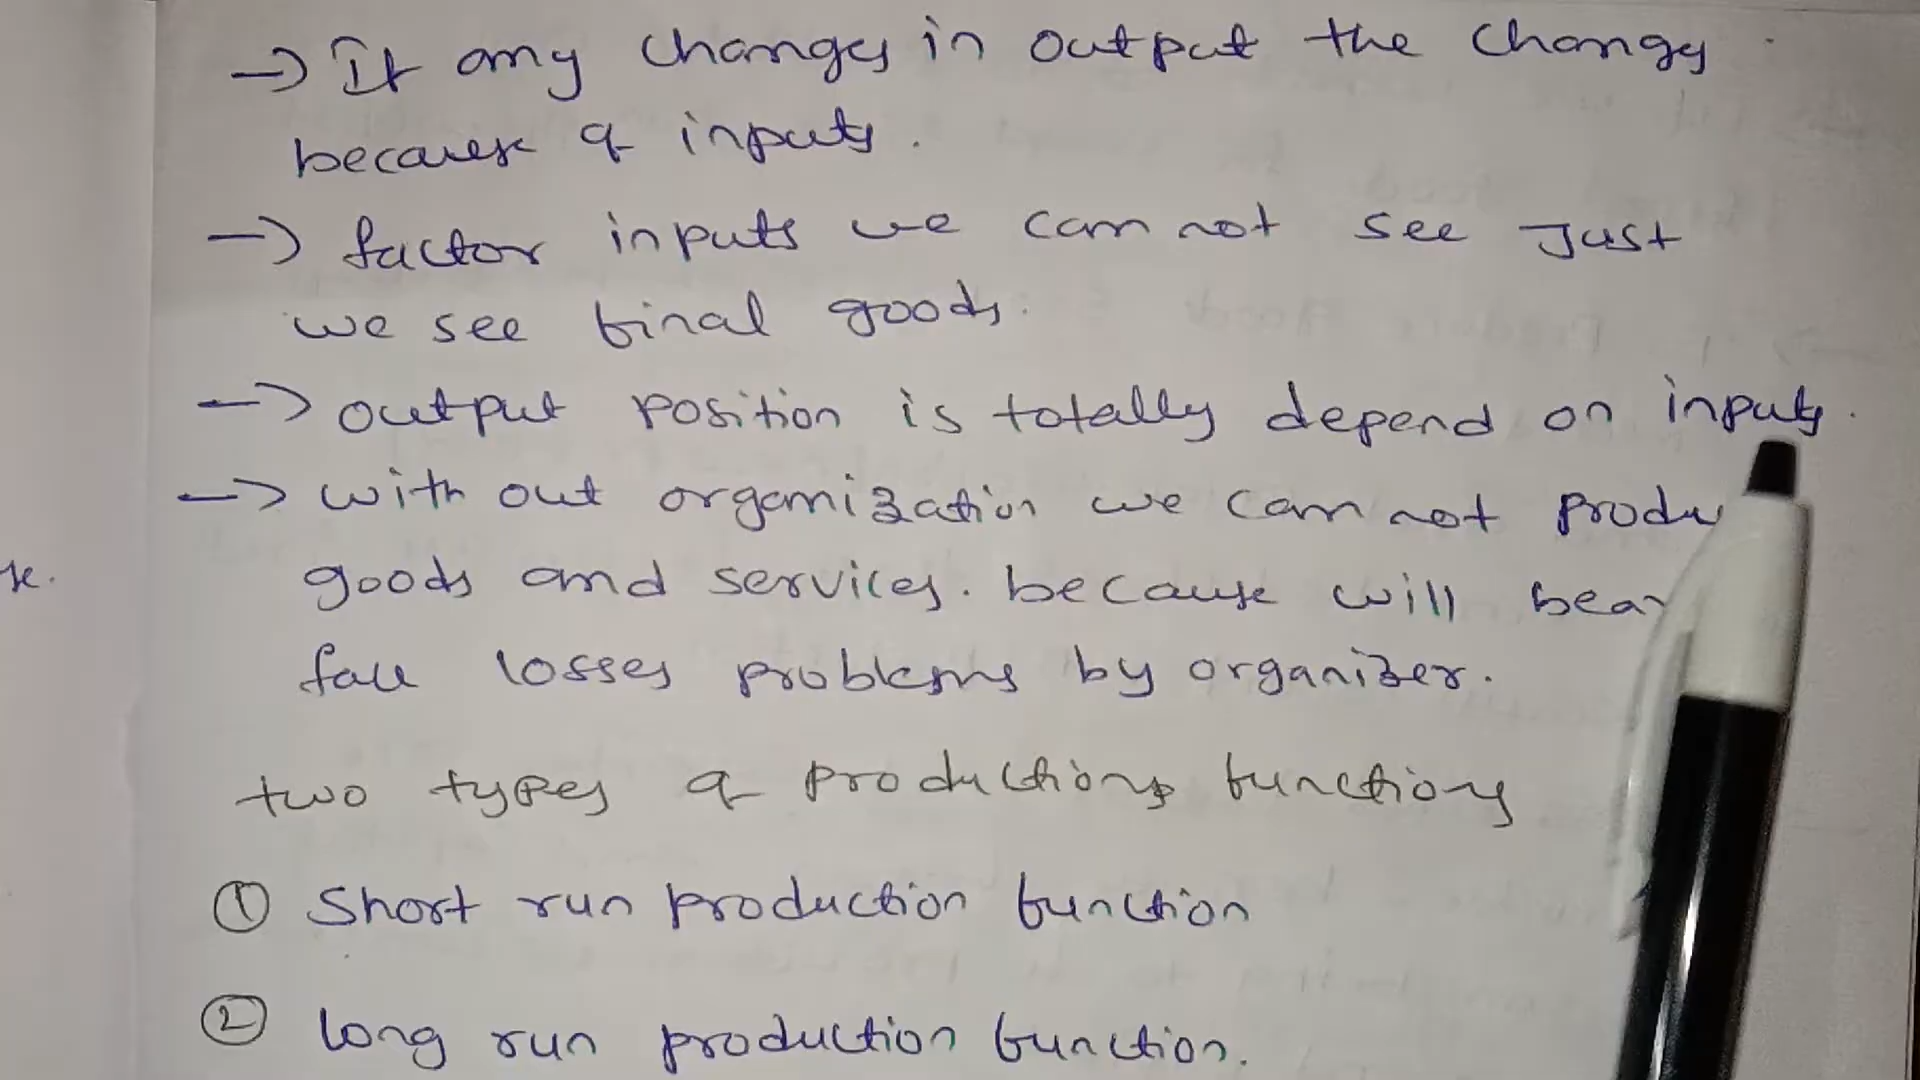 → If any changes in output the changes
because of inputs.
→ factor inputs we can not see Just
we see final goods.
→ output position is totally depend on inputs.
→ with out organization we can not produ
goods and services. because will bear
face losses problems by organizer.
two types of productions functions
① Short run production function
② long run production function.